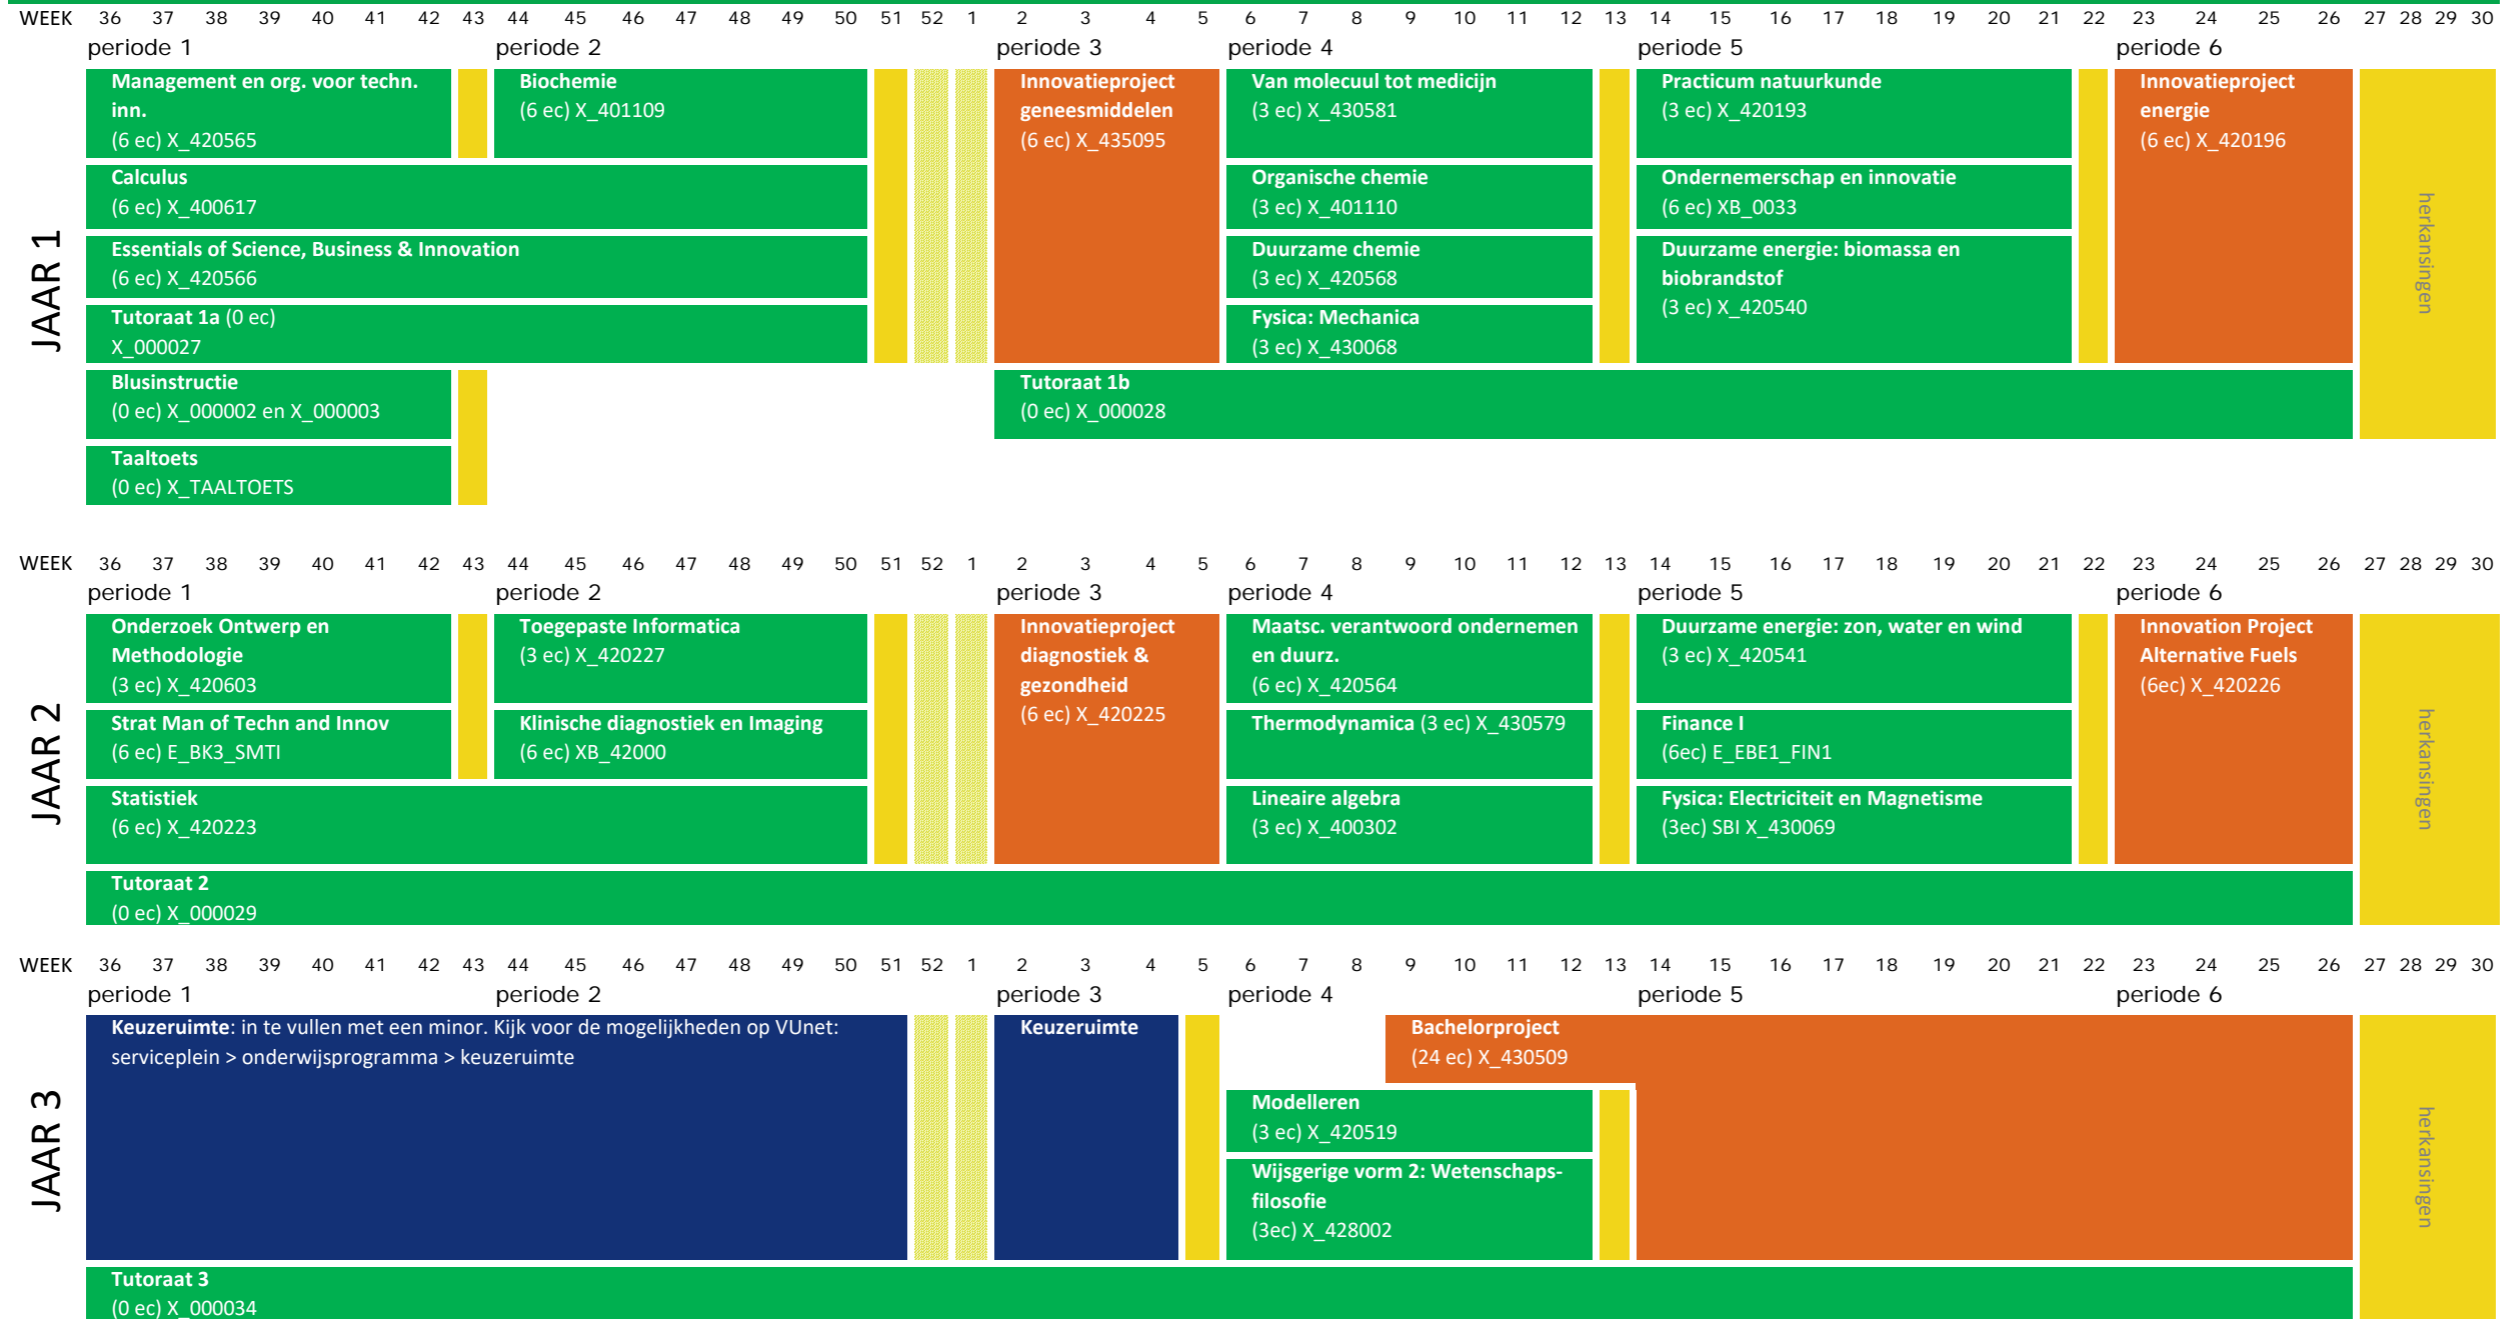 WEEK 36 37 38 39 40 41 42 43 44 45 46 47 48 49 50 51 52 1 2 3 4 5 6 7 8 9 10 11 12 13 14 15 16 17 18 19 20 21 22 23 24 25 26 27 28 29 30
periode 1 periode 2 periode 3 periode 4 periode 5 periode 6
JAAR 1
Management en org. voor techn.
inn.
(6 ec) X_420565
Biochemie
(6 ec) X_401109
Innovatieproject
geneesmiddelen
(6 ec) X_435095
Van molecuul tot medicijn
(3 ec) X_430581
Practicum natuurkunde
(3 ec) X_420193
Innovatieproject
energie
(6 ec) X_420196
Calculus
(6 ec) X_400617
Organische chemie
(3 ec) X_401110
Ondernemerschap en innovatie
(6 ec) XB_0033
Essentials of Science, Business & Innovation
(6 ec) X_420566
Duurzame chemie
(3 ec) X_420568
Duurzame energie: biomassa en
biobrandstof
(3 ec) X_420540
Tutoraat 1a (0 ec)
X_000027
Fysica: Mechanica
(3 ec) X_430068
Blusinstructie
(0 ec) X_000002 en X_000003
Tutoraat 1b
(0 ec) X_000028
Taaltoets
(0 ec) X_TAALTOETS
herkansingen
WEEK 36 37 38 39 40 41 42 43 44 45 46 47 48 49 50 51 52 1 2 3 4 5 6 7 8 9 10 11 12 13 14 15 16 17 18 19 20 21 22 23 24 25 26 27 28 29 30
periode 1 periode 2 periode 3 periode 4 periode 5 periode 6
JAAR 2
Onderzoek Ontwerp en
Methodologie
(3 ec) X_420603
Toegepaste Informatica
(3 ec) X_420227
Innovatieproject
diagnostiek &
gezondheid
(6 ec) X_420225
Maatsc. verantwoord ondernemen
en duurz.
(6 ec) X_420564
Duurzame energie: zon, water en wind
(3 ec) X_420541
Innovation Project
Alternative Fuels
(6ec) X_420226
Strat Man of Techn and Innov
(6 ec) E_BK3_SMTI
Klinische diagnostiek en Imaging
(6 ec) XB_42000
Thermodynamica (3 ec) X_430579
Finance I
(6ec) E_EBE1_FIN1
Statistiek
(6 ec) X_420223
Lineaire algebra
(3 ec) X_400302
Fysica: Electriciteit en Magnetisme
(3ec) SBI X_430069
Tutoraat 2
(0 ec) X_000029
herkansingen
WEEK 36 37 38 39 40 41 42 43 44 45 46 47 48 49 50 51 52 1 2 3 4 5 6 7 8 9 10 11 12 13 14 15 16 17 18 19 20 21 22 23 24 25 26 27 28 29 30
periode 1 periode 2 periode 3 periode 4 periode 5 periode 6
JAAR 3
Keuzeruimte: in te vullen met een minor. Kijk voor de mogelijkheden op VUnet:
serviceplein > onderwijsprogramma > keuzeruimte
Keuzeruimte
Bachelorproject
(24 ec) X_430509
Modelleren
(3 ec) X_420519
Wijsgerige vorm 2: Wetenschaps-
filosofie
(3ec) X_428002
Tutoraat 3
(0 ec) X_000034
herkansingen